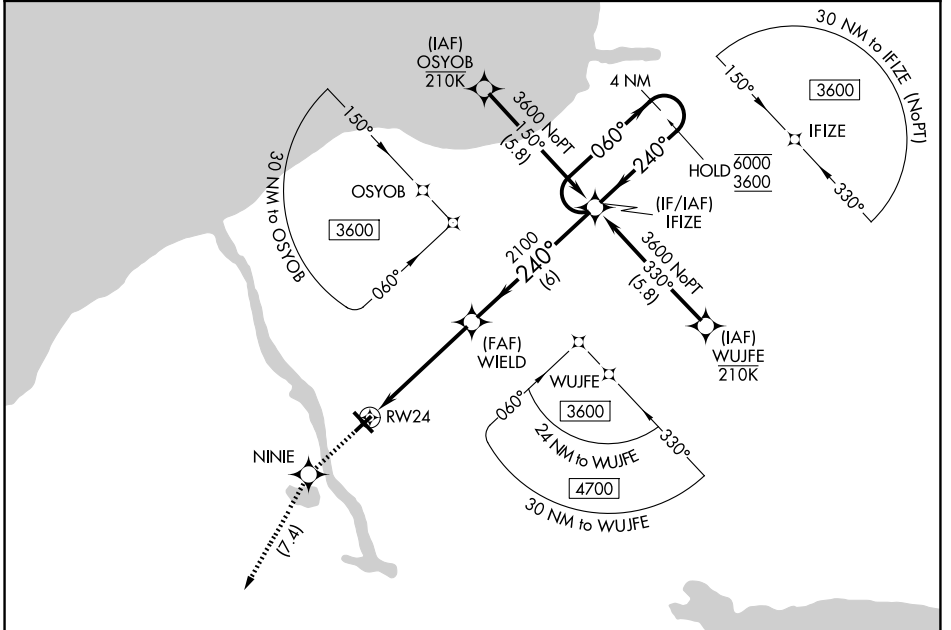 (IAF)
OSYOB
210K
3600 NoPT
150°
(5.8)
4 NM
060°
240°
HOLD
6000
3600
(IF/IAF)
IFIZE
30 NM to IFIZE (NoPT)
150°
3600
IFIZE
330°
150°
OSYOB
3600
060°
30 NM to OSYOB
2100
240°
(6)
3600 NoPT
330°
(5.8)
(IAF)
WUJFE
210K
(FAF)
WIELD
RW24
NINIE
(7.4)
WUJFE
060°
3600
330°
24 NM to WUJFE
4700
30 NM to WUJFE